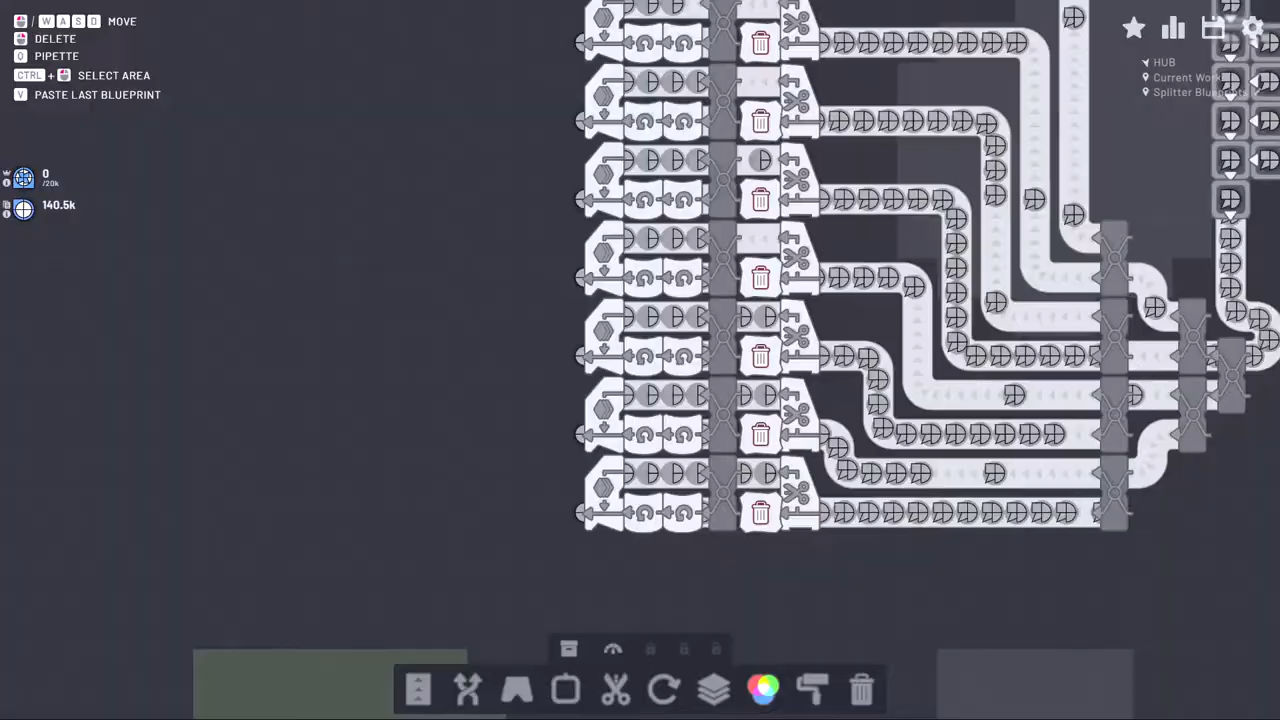 W A S D MOVE
DELETE
Q PIPETTE
CTRL + SELECT AREA
V PASTE LAST BLUEPRINT
HUB
Current Work
Splitter Blueprints
0
/20k
140.5k